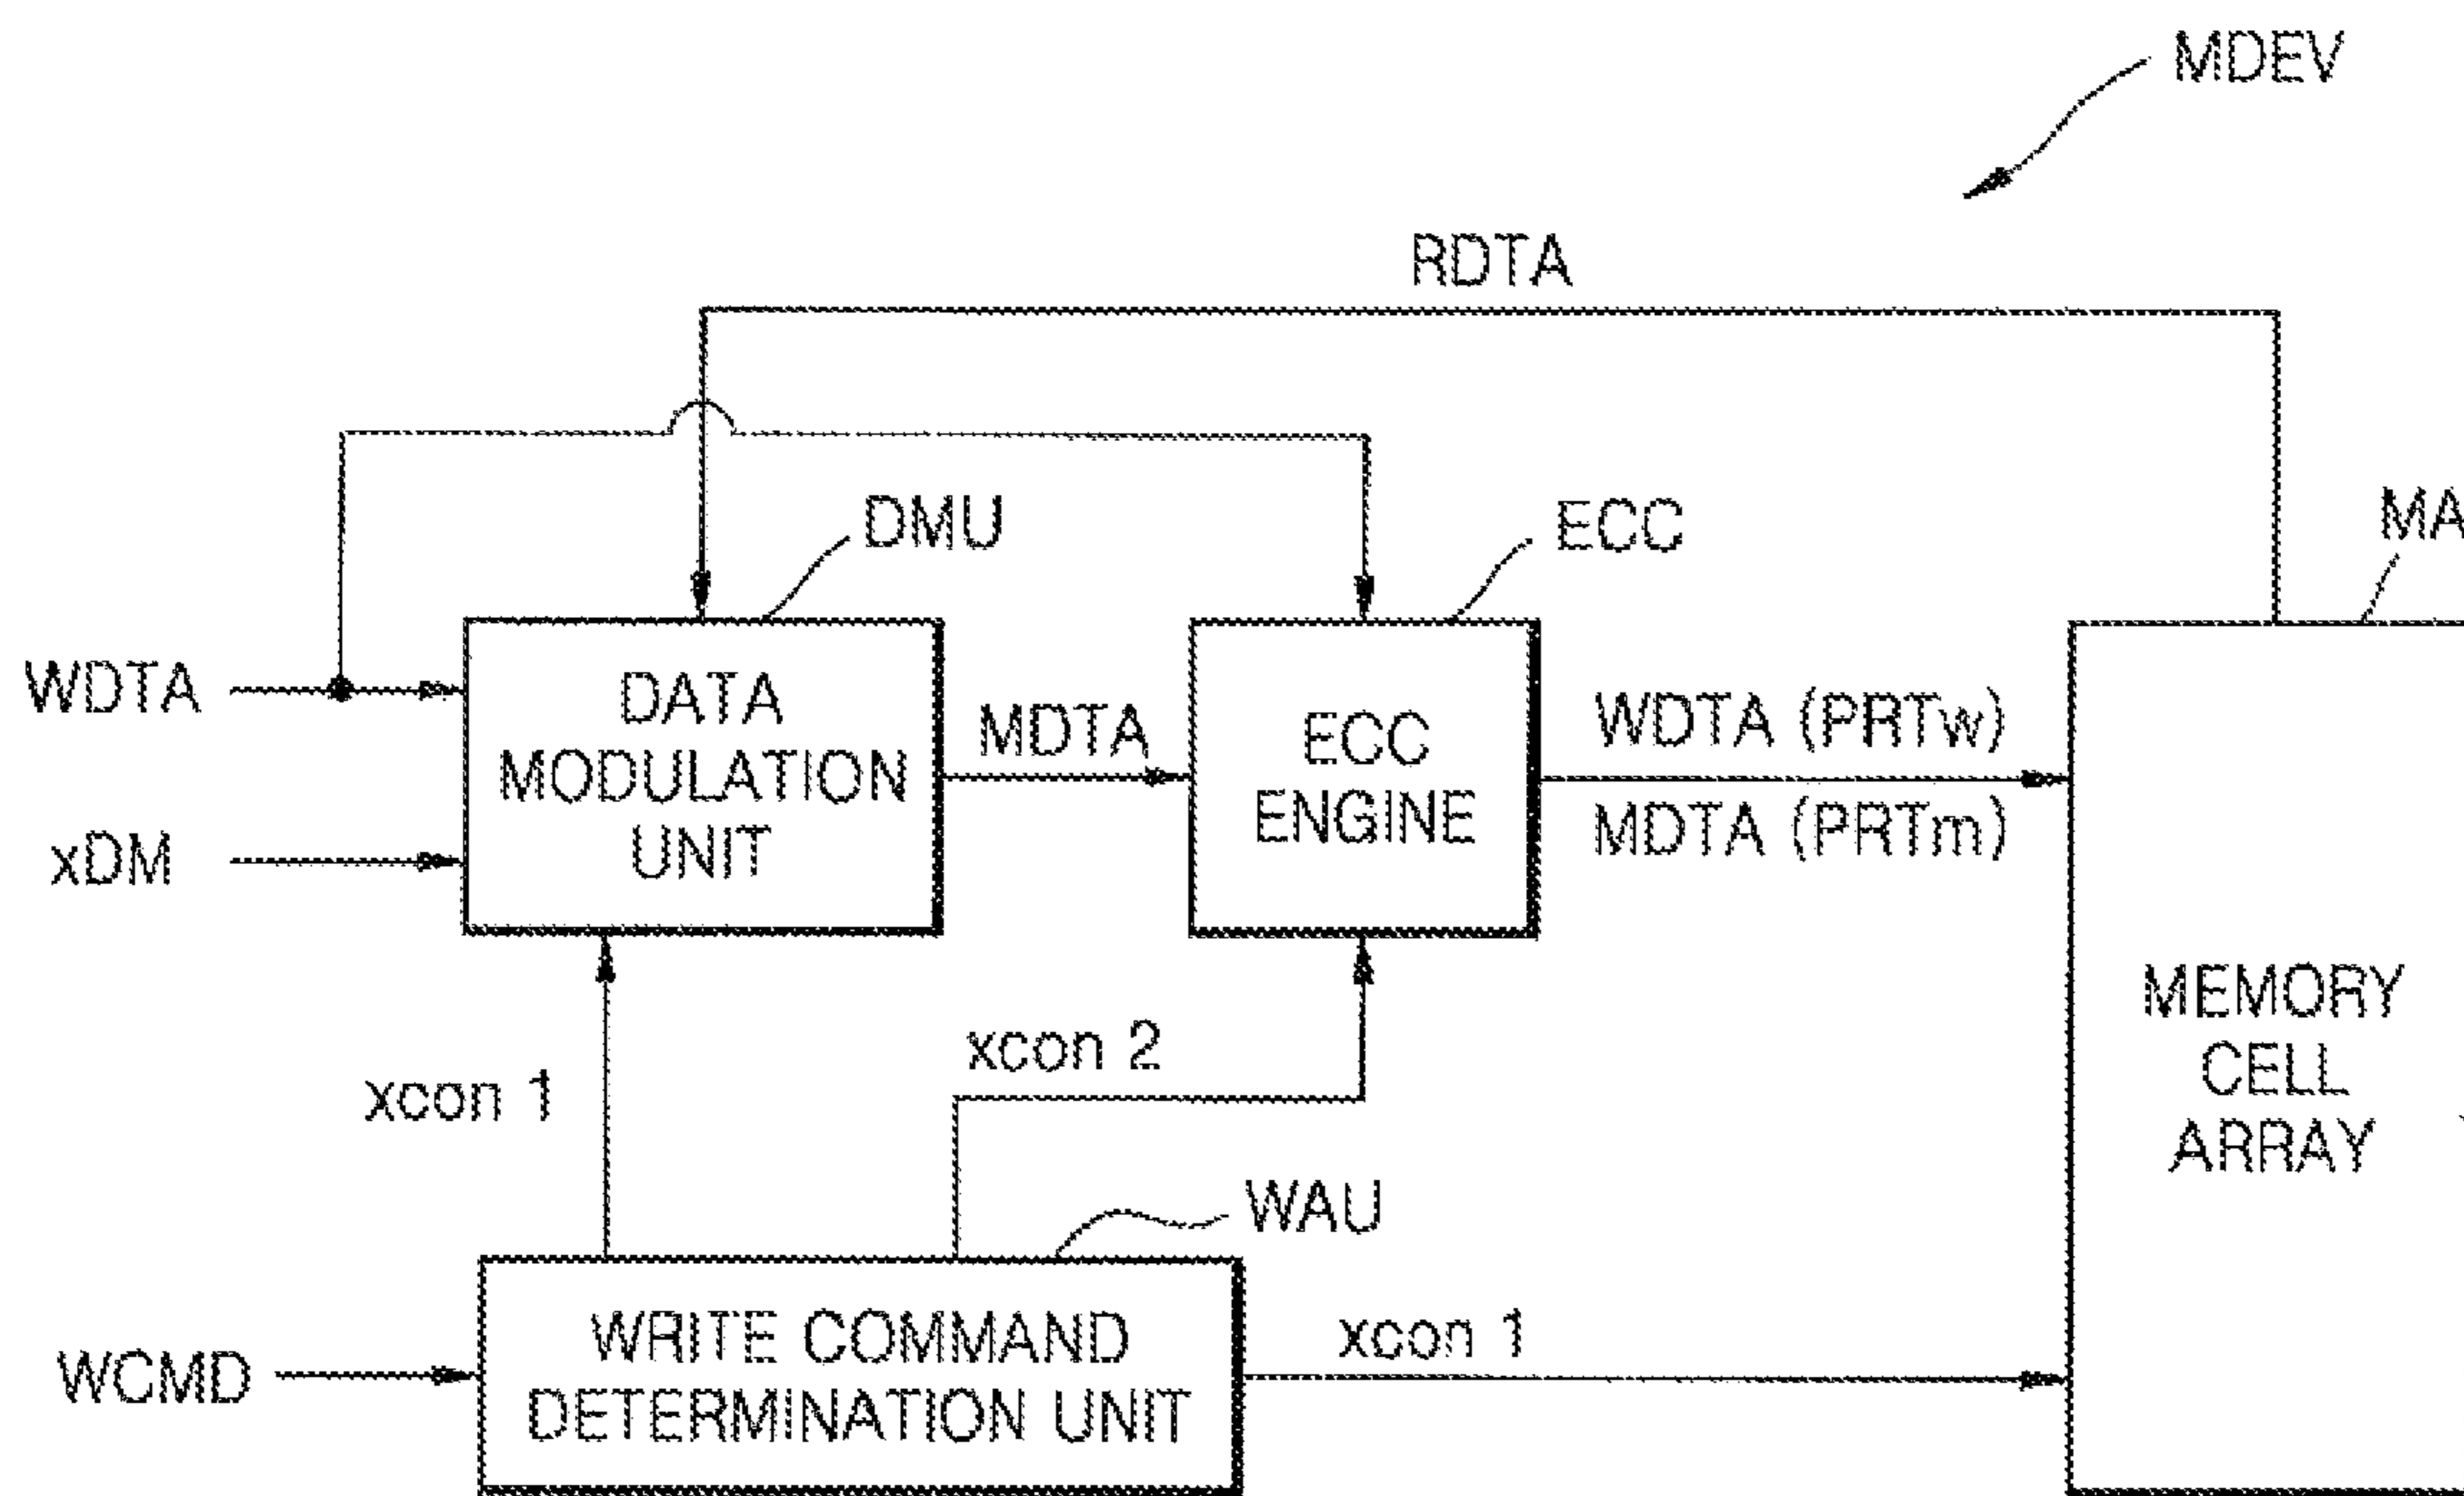 MDEV
RDTA
DMU
ECC
MA
WDTA
DATA
MODULATION
UNIT
MDTA
ECC
ENGINE
WDTA (PRTw)
MDTA (PRTm)
xDM
MEMORY
CELL
ARRAY
xcon 1
xcon 2
WAU
WCMD
WRITE COMMAND
DETERMINATION UNIT
xcon 1